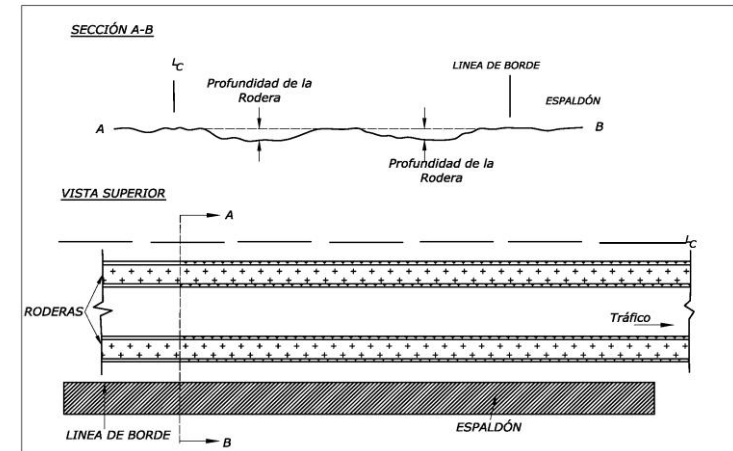 SECCIÓN A-B
LC
Profundidad de la
Rodera
LINEA DE BORDE
ESPALDÓN
A
B
Profundidad de la
Rodera
VISTA SUPERIOR
A
LC
RODERAS
Tráfico
LINEA DE BORDE
B
ESPALDÓN